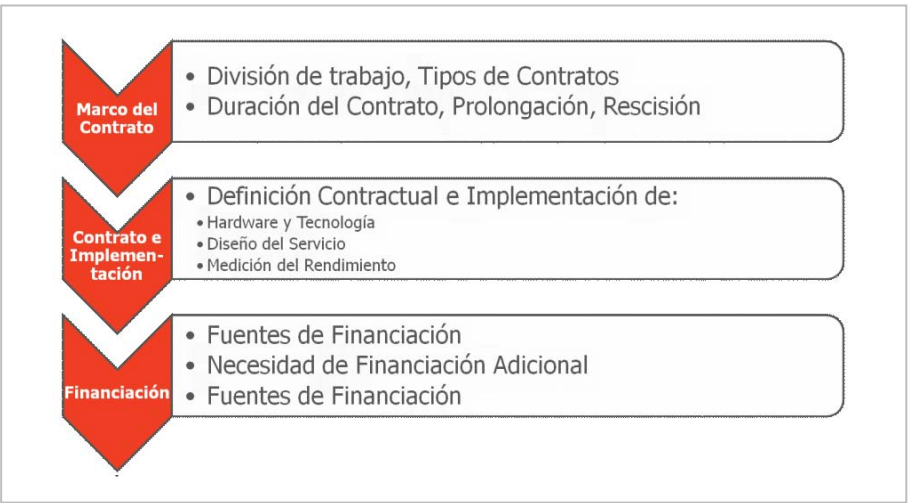 Marco del
Contrato
• División de trabajo, Tipos de Contratos
• Duración del Contrato, Prolongación, Rescisión
Contrato e
Implemen-
tación
• Definición Contractual e Implementación de:
• Hardware y Tecnología
• Diseño del Servicio
• Medición del Rendimiento
Financiación
• Fuentes de Financiación
• Necesidad de Financiación Adicional
• Fuentes de Financiación